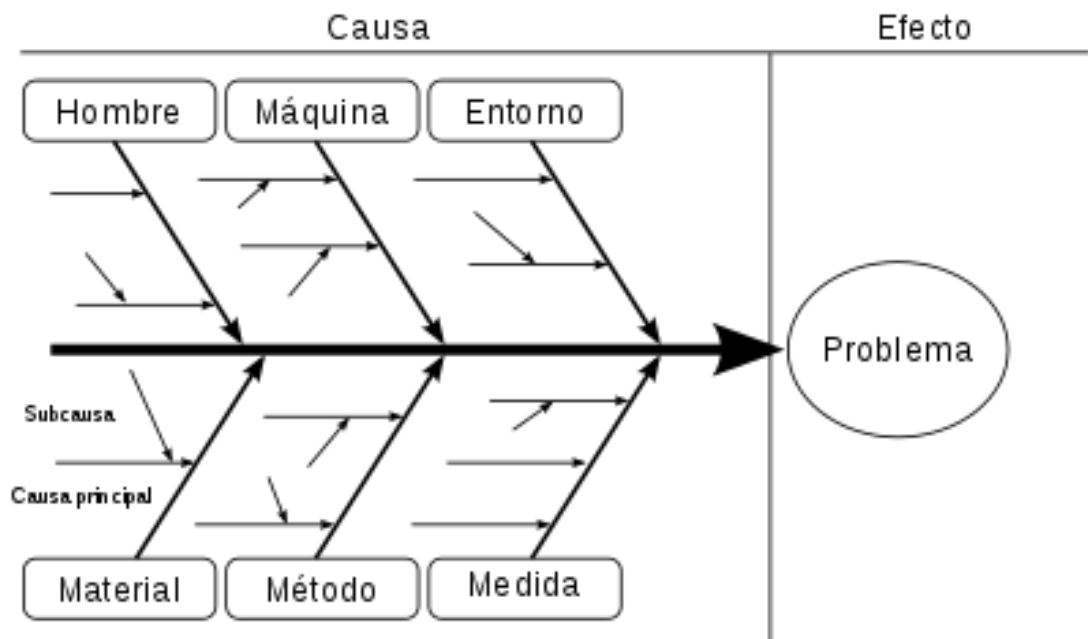 Causa
Efecto
Hombre
Máquina
Entorno
Problema
Subcausa
Causa principal
Material
Método
Medida